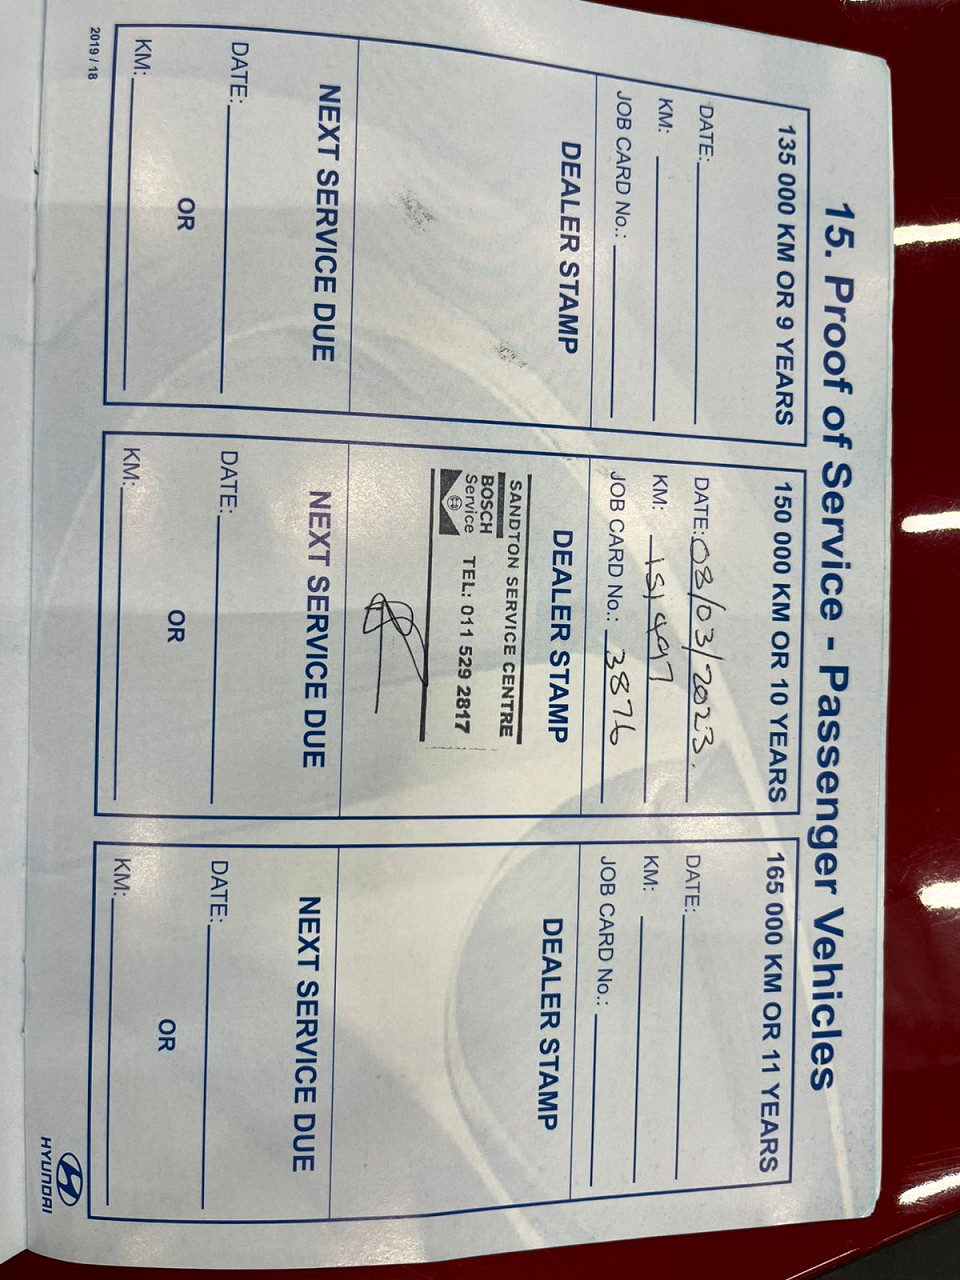 15. Proof of Service - Passenger Vehicles
135 000 KM OR 9 YEARS
DATE:
KM:
JOB CARD No.:
DEALER STAMP
NEXT SERVICE DUE
DATE:
OR
KM:
150 000 KM OR 10 YEARS
DATE: 08/03/2023.
KM: 151 497
JOB CARD No.: 3876
DEALER STAMP
SANDTON SERVICE CENTRE
BOSCH
Service
TEL: 011 529 2817
NEXT SERVICE DUE
DATE:
OR
KM:
165 000 KM OR 11 YEARS
DATE:
KM:
JOB CARD No.:
DEALER STAMP
NEXT SERVICE DUE
DATE:
OR
KM:
2019 / 18
HYUNDAI